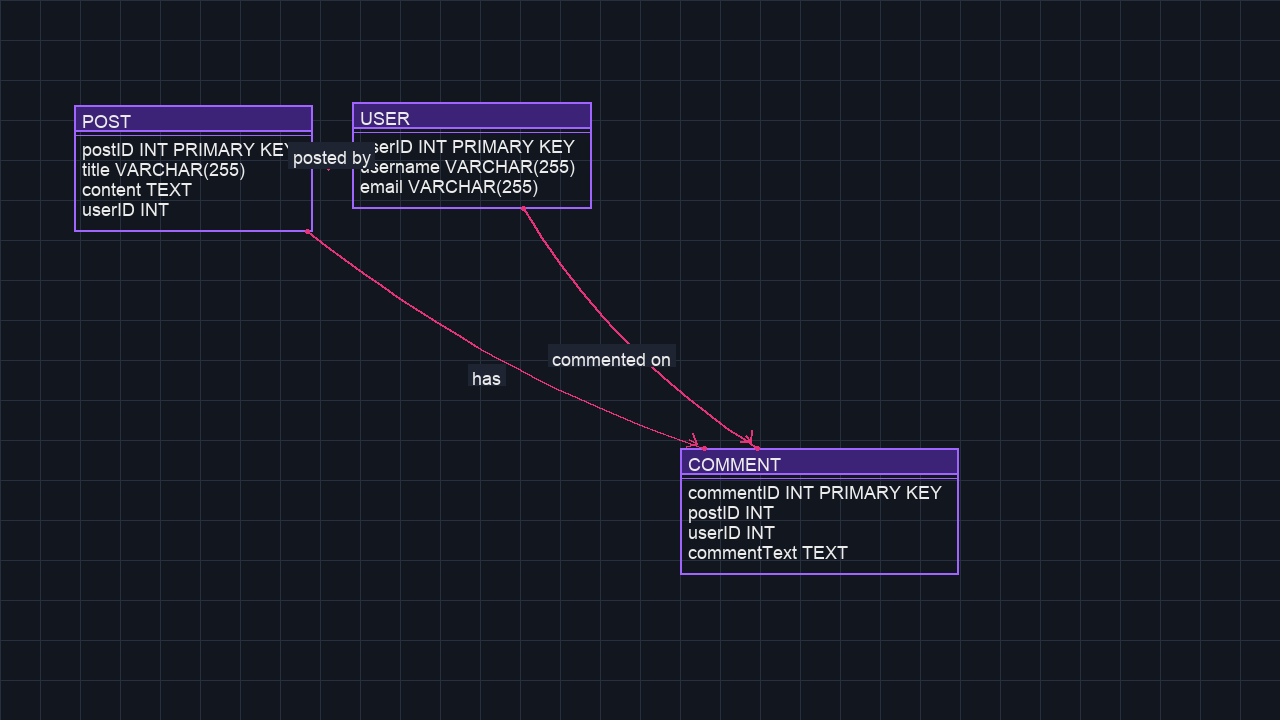 POST
postID INT PRIMARY KEY
title VARCHAR(255)
content TEXT
userID INT
posted by
USER
userID INT PRIMARY KEY
username VARCHAR(255)
email VARCHAR(255)
has
commented on
COMMENT
commentID INT PRIMARY KEY
postID INT
userID INT
commentText TEXT